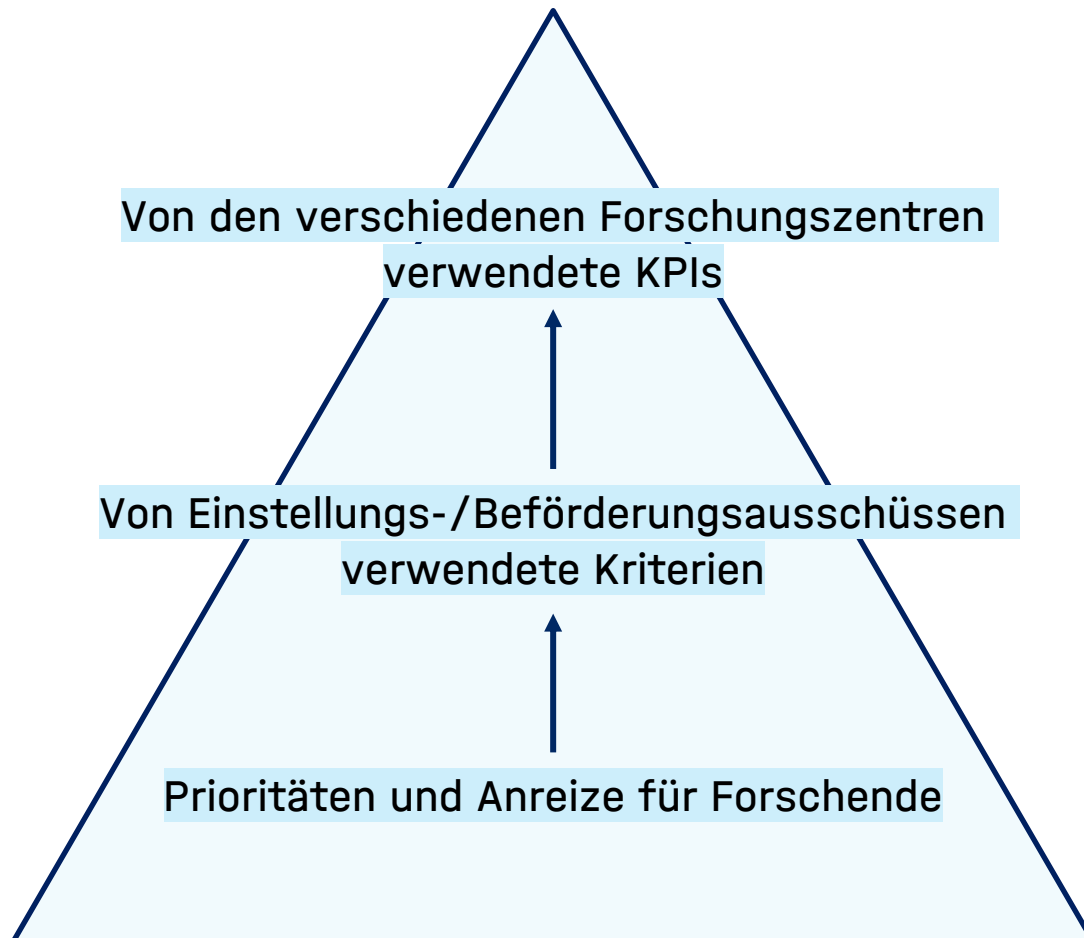 Von den verschiedenen Forschungszentren
verwendete KPIs
Von Einstellungs-/Beförderungsausschüssen
verwendete Kriterien
Prioritäten und Anreize für Forschende